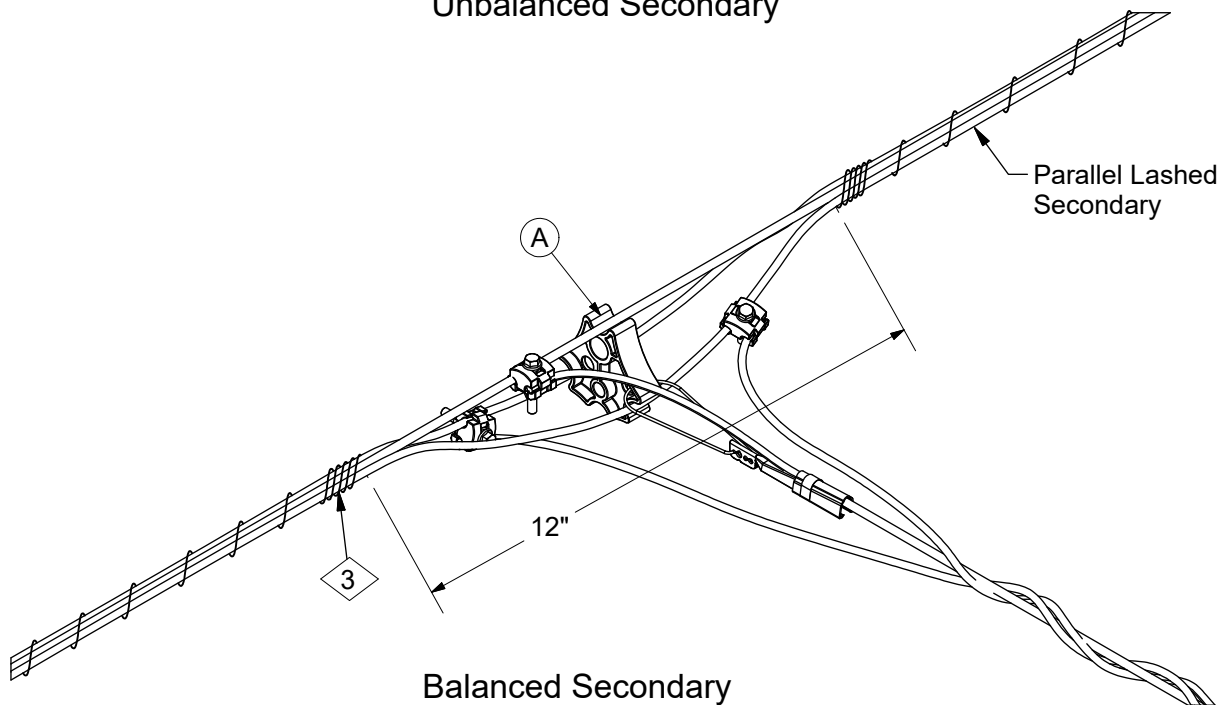 Unbalanced Secondary
Parallel Lashed
Secondary
A
12"
3
Balanced Secondary